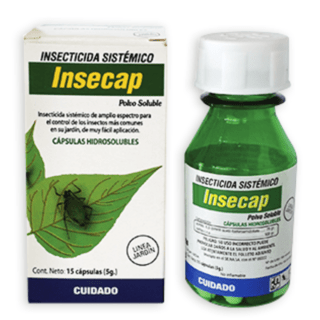 INSECTICIDA SISTÉMICO
Insecap
Polvo Soluble
Insecticida sistémico de amplio espectro para
el control de los insectos más comunes
en su jardín, de muy fácil aplicación.
CÁPSULAS HIDROSOLUBLES
LINEA
JARDIN
Cont. Neto: 15 cápsulas (5g.)
CUIDADO
INSECTICIDA SISTÉMICO
Insecap
Polvo Soluble
CÁPSULAS HIDROSOLUBLES
CUIDADO